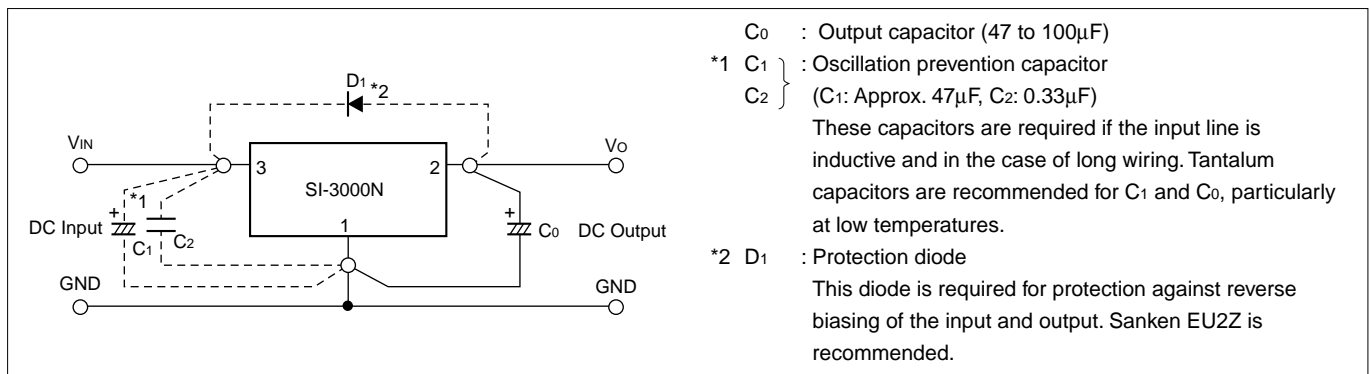 D1 *2
VIN
VO
3
2
SI-3000N
*1
+
+
1
DC Input
C1
C2
C0
DC Output
GND
GND
C0 : Output capacitor (47 to 100µF)
*1 C1 : Oscillation prevention capacitor
C2 (C1: Approx. 47µF, C2: 0.33µF)
These capacitors are required if the input line is
inductive and in the case of long wiring. Tantalum
capacitors are recommended for C1 and C0, particularly
at low temperatures.
*2 D1 : Protection diode
This diode is required for protection against reverse
biasing of the input and output. Sanken EU2Z is
recommended.